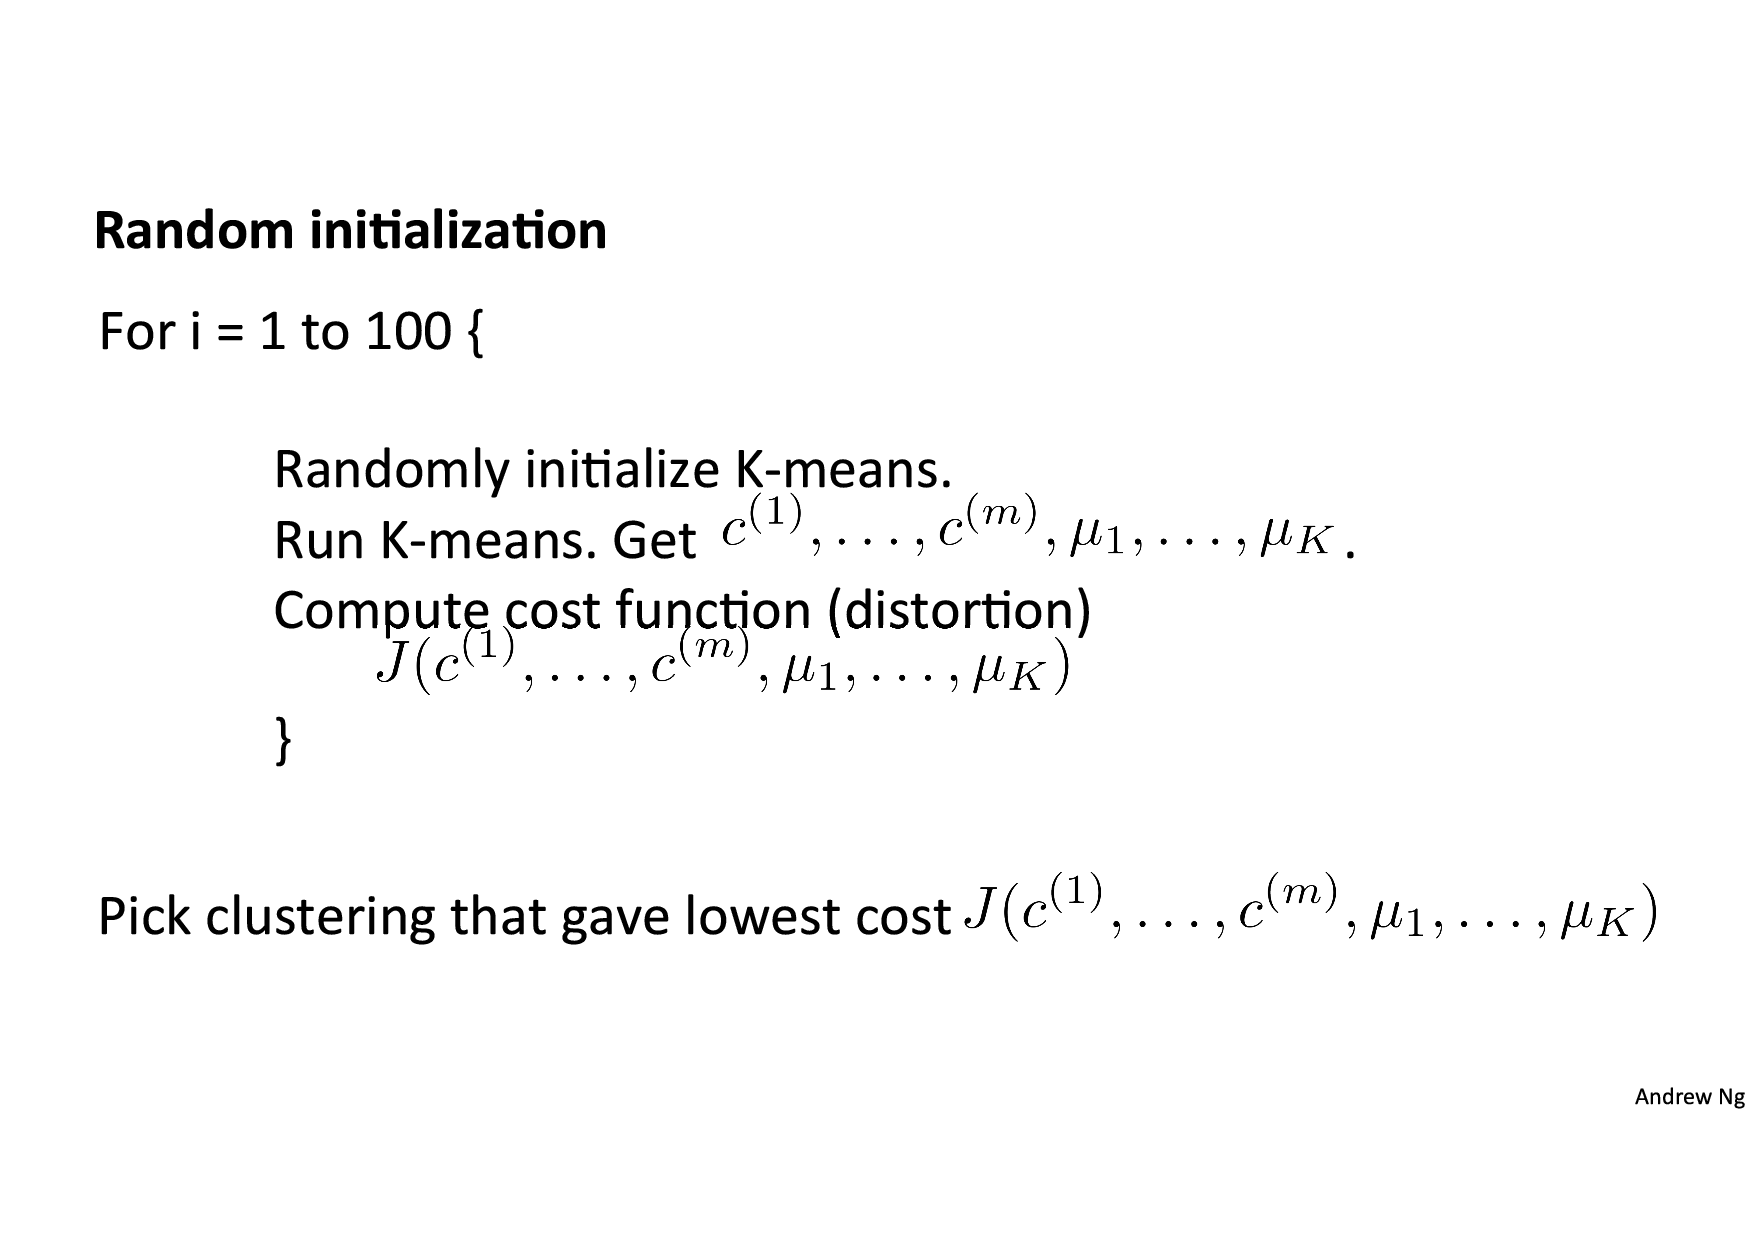 Random initialization
For i = 1 to 100 {
Randomly initialize K-means.
Run K-means. Get $c^{(1)}, \ldots, c^{(m)}, \mu_1, \ldots, \mu_K$ .
Compute cost function (distortion)
$J(c^{(1)}, \ldots, c^{(m)}, \mu_1, \ldots, \mu_K)$
}
Pick clustering that gave lowest cost $J(c^{(1)}, \ldots, c^{(m)}, \mu_1, \ldots, \mu_K)$
Andrew Ng